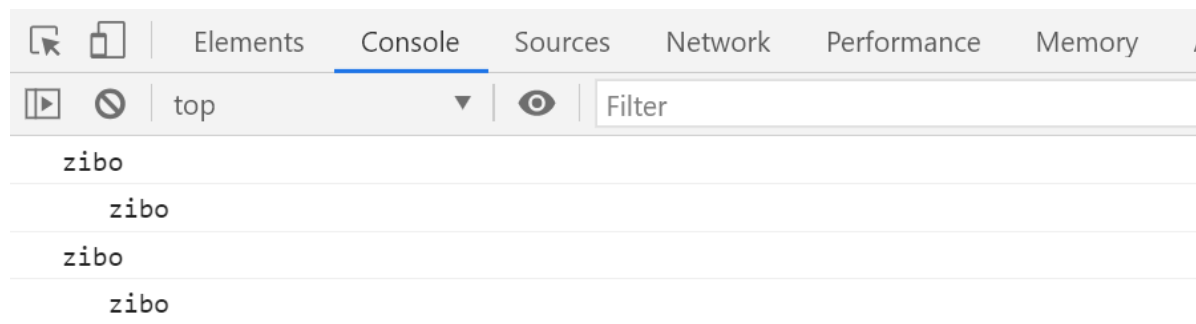 Elements Console Sources Network Performance Memory
top Filter
zibo
zibo
zibo
zibo